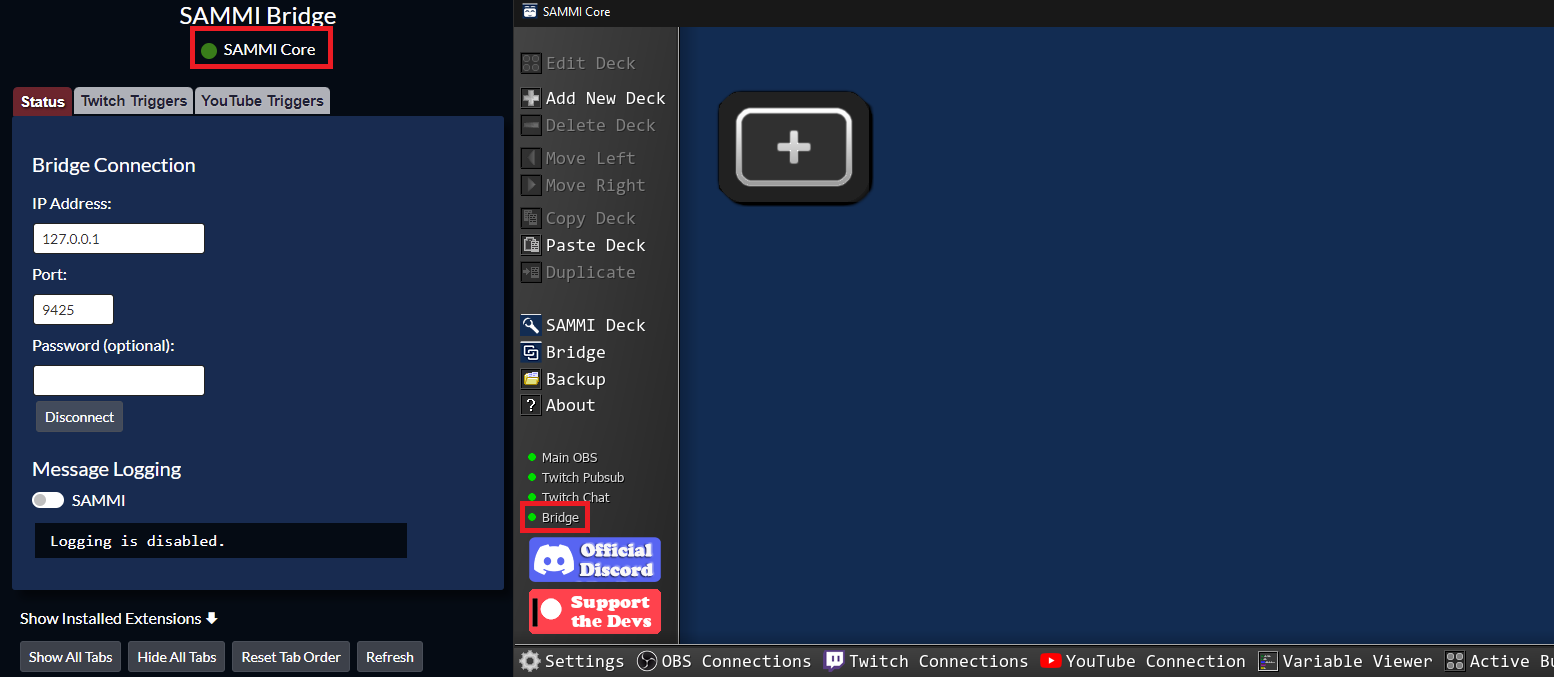 SAMMI Bridge
SAMMI Core
Status
Twitch Triggers
YouTube Triggers
Bridge Connection
IP Address:
127.0.0.1
Port:
9425
Password (optional):
Disconnect
Message Logging
SAMMI
Logging is disabled.
Show Installed Extensions
Show All Tabs
Hide All Tabs
Reset Tab Order
Refresh
SAMMI Core
Edit Deck
Add New Deck
Delete Deck
Move Left
Move Right
Copy Deck
Paste Deck
Duplicate
SAMMI Deck
Bridge
Backup
? About
Main OBS
Twitch Pubsub
Twitch Chat
Bridge
Official
Discord
Support
the Devs
Settings
OBS Connections
Twitch Connections
YouTube Connection
Variable Viewer
Active